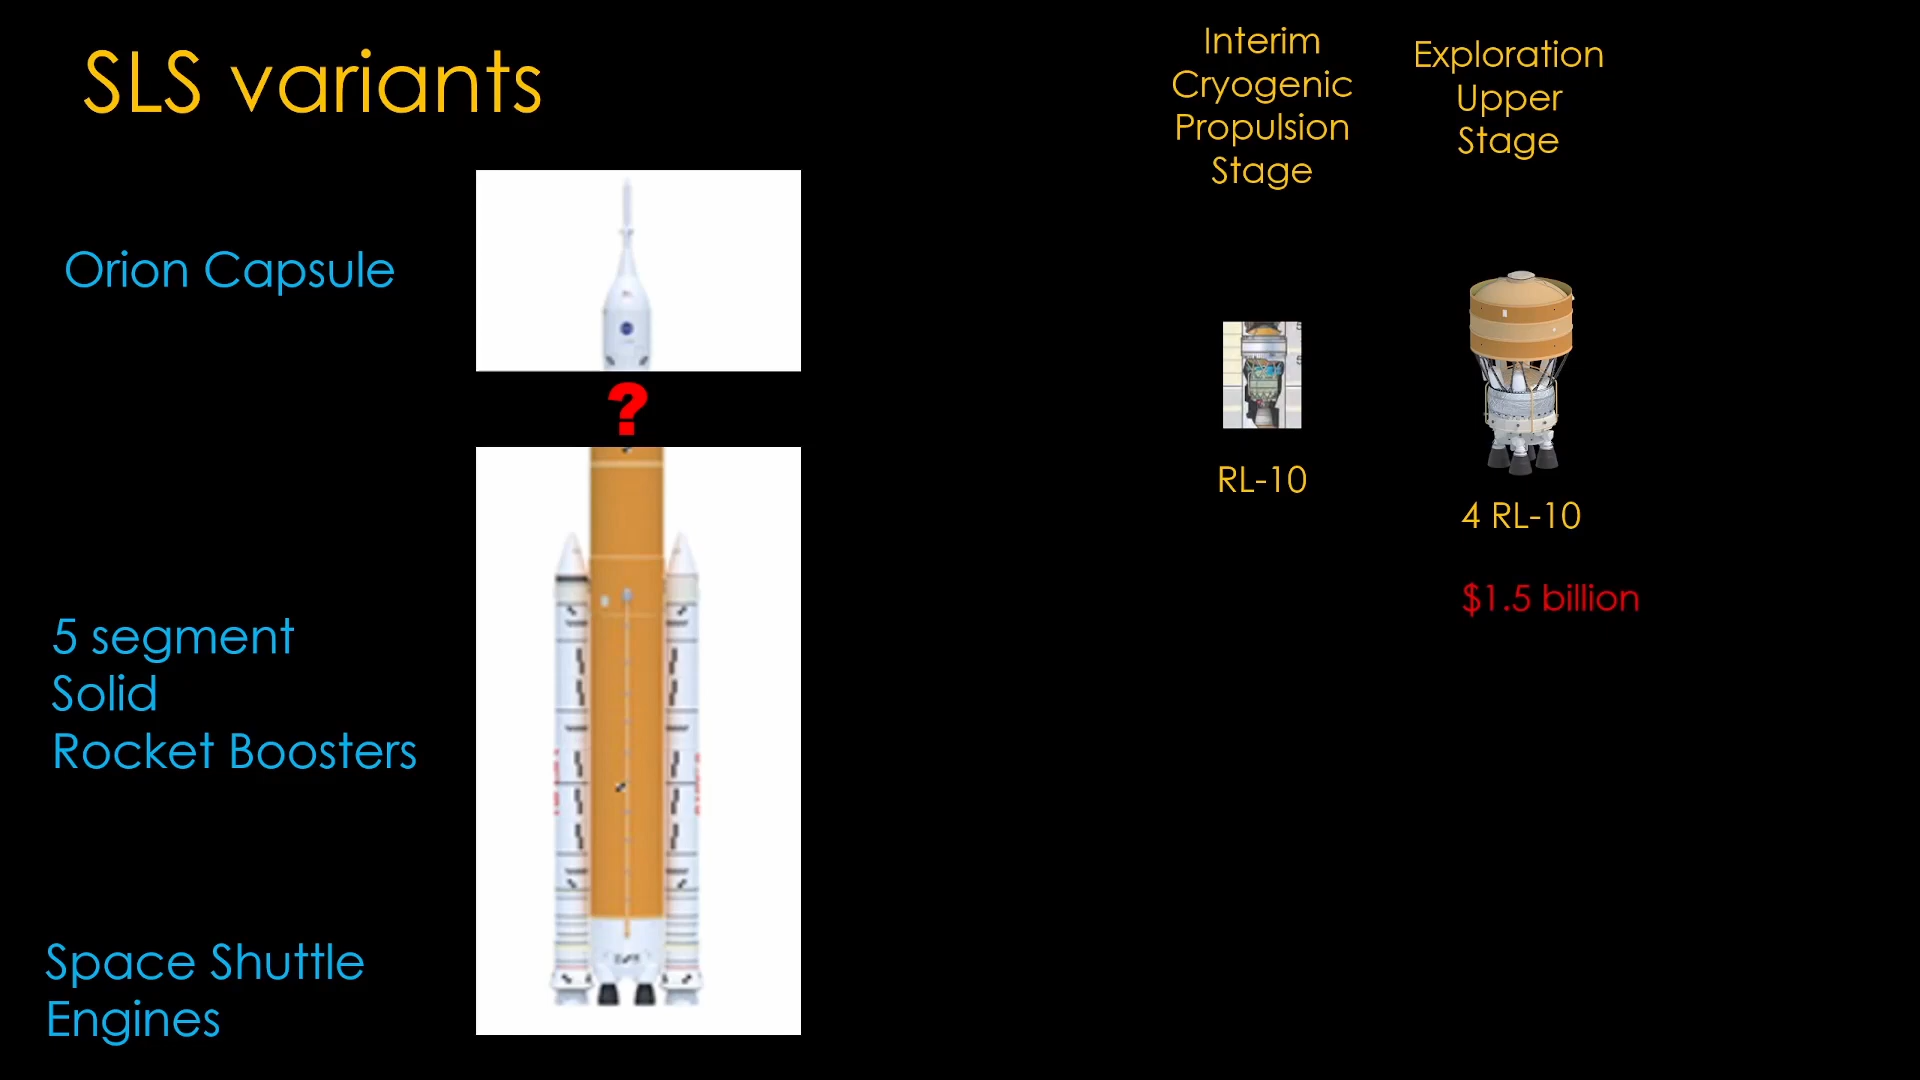 SLS variants
Interim
Cryogenic
Propulsion
Stage
Exploration
Upper
Stage
Orion Capsule
?
RL-10
4 RL-10
$1.5 billion
5 segment
Solid
Rocket Boosters
Space Shuttle
Engines